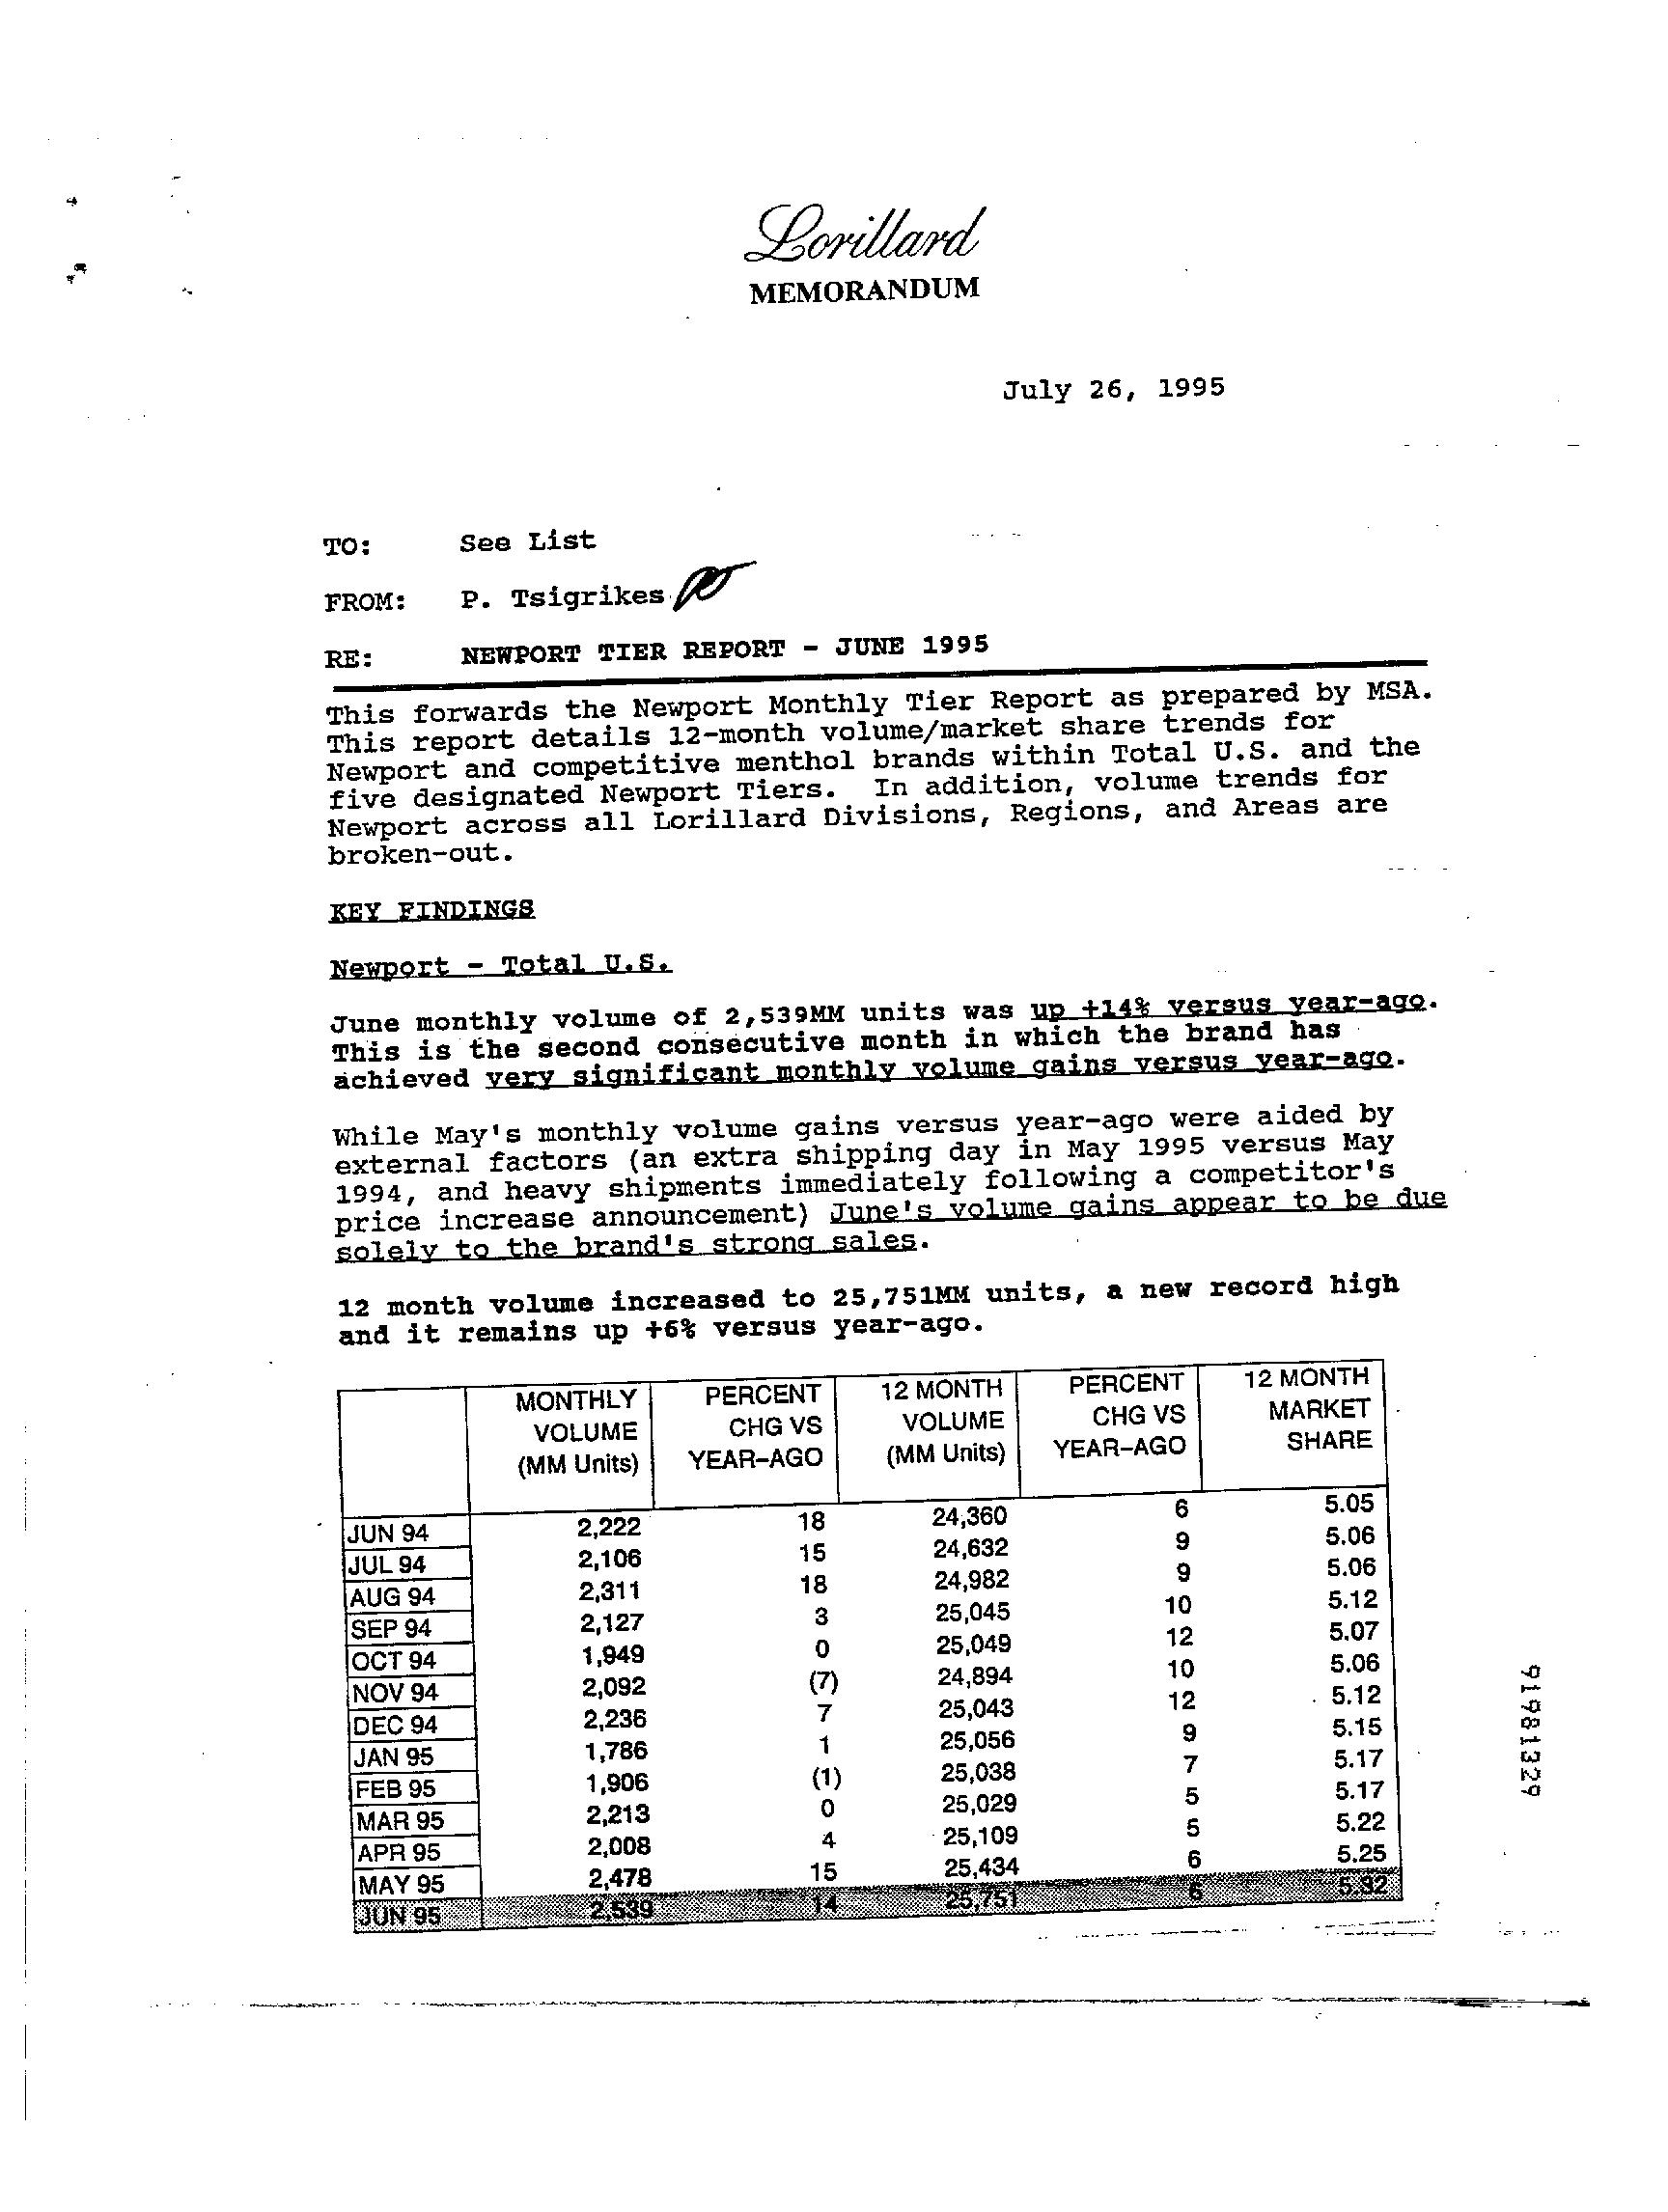 Lorillard
MEMORANDUM
July 26, 1995
TO: See List
FROM: P. Tsigrikes
RE: NEWPORT TIER REPORT - JUNE 1995
This forwards the Newport Monthly Tier Report as prepared by MSA.
This report details 12-month volume/market share trends for
Newport and competitive menthol brands within Total U.S. and the
five designated Newport Tiers. In addition, volume trends for
Newport across all Lorillard Divisions, Regions, and Areas are
broken-out.
KEY FINDINGS
Newport - Total U.S.
June monthly volume of 2,539MM units was up +14% versus year-ago.
This is the second consecutive month in which the brand has
achieved very significant monthly volume gains versus year-ago.
While May's monthly volume gains versus year-ago were aided by
external factors (an extra shipping day in May 1995 versus May
1994, and heavy shipments immediately following a competitor's
price increase announcement) June's volume gains appear to be due
solely to the brand's strong sales.
12 month volume increased to 25,751MM units, a new record high
and it remains up +6% versus year-ago.
MONTHLY PERCENT 12 MONTH PERCENT 12 MONTH
VOLUME CHG VS VOLUME CHG VS MARKET
(MM Units) YEAR-AGO (MM Units) YEAR-AGO SHARE
JUN 94 2,222 18 24,360 6 5.05
JUL 94 2,106 15 24,632 9 5.06
AUG 94 2,311 18 24,982 9 5.06
SEP 94 2,127 3 25,045 10 5.12
OCT 94 1,949 0 25,049 12 5.07
NOV 94 2,092 (7) 24,894 10 5.06
DEC 94 2,236 7 25,043 12 5.12
JAN 95 1,786 1 25,056 9 5.15
FEB 95 1,906 (1) 25,038 7 5.17
MAR 95 2,213 0 25,029 5 5.17
APR 95 2,008 4 25,109 5 5.22
MAY 95 2,478 15 25,434 6 5.25
JUN 95 2,539 14 25,751 6 5.32
91981329